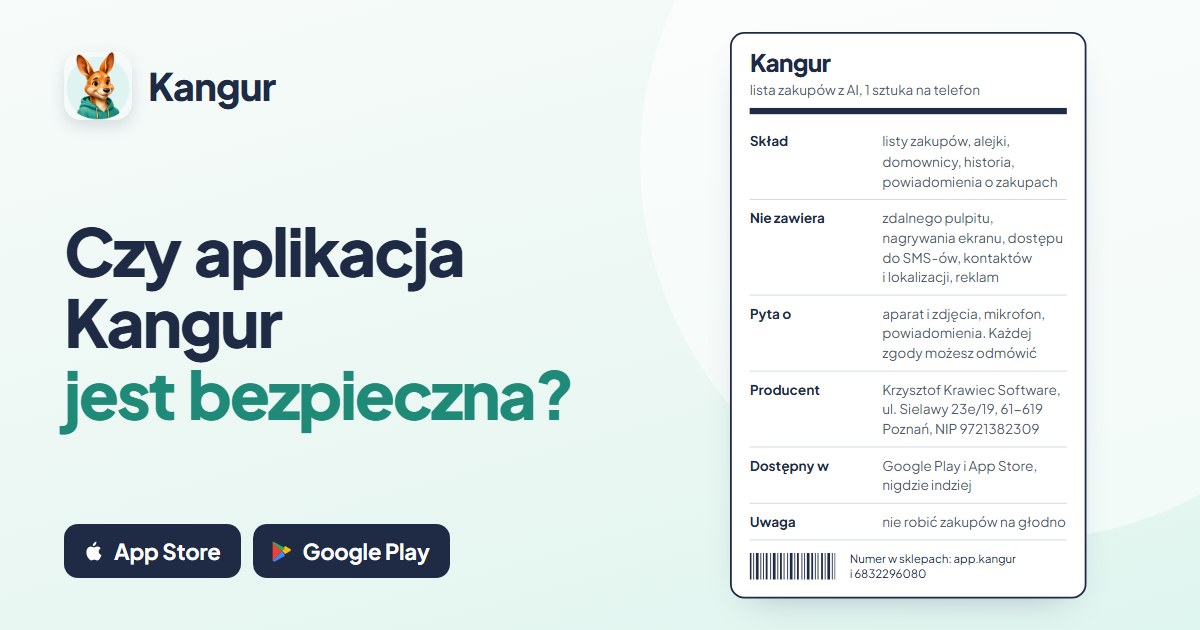 Kangur
Czy aplikacja
Kangur
jest bezpieczna?
App Store
Google Play
Kangur
lista zakupów z AI, 1 sztuka na telefon
Skład
listy zakupów, alejki,
domownicy, historia,
powiadomienia o zakupach
Nie zawiera
zdalnego pulpitu,
nagrywania ekranu, dostępu
do SMS-ów, kontaktów
i lokalizacji, reklam
Pyta o
aparat i zdjęcia, mikrofon,
powiadomienia. Każdej
zgody możesz odmówić
Producent
Krzysztof Krawiec Software,
ul. Sielawy 23e/19, 61–619
Poznań, NIP 9721382309
Dostępny w
Google Play i App Store,
nigdzie indziej
Uwaga
nie robić zakupów na głodno
Numer w sklepach: app.kangur
i 6832296080